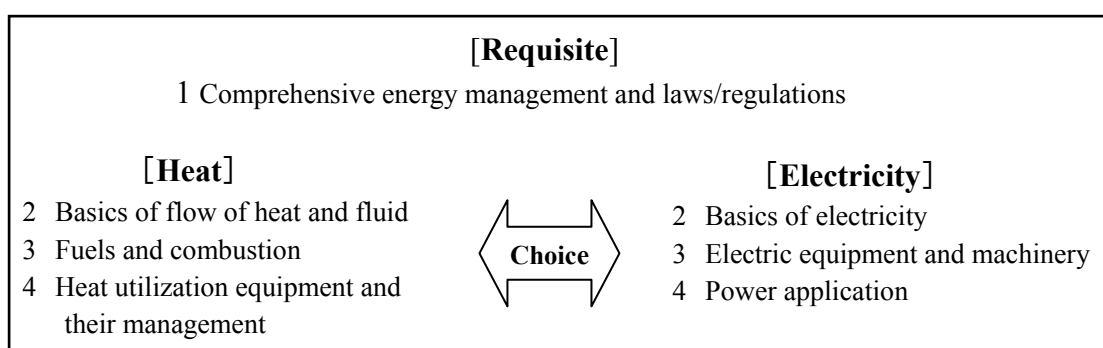 [Requisite]
1 Comprehensive energy management and laws/regulations
[Heat]
2 Basics of flow of heat and fluid
3 Fuels and combustion
4 Heat utilization equipment and
their management
Choice
[Electricity]
2 Basics of electricity
3 Electric equipment and machinery
4 Power application